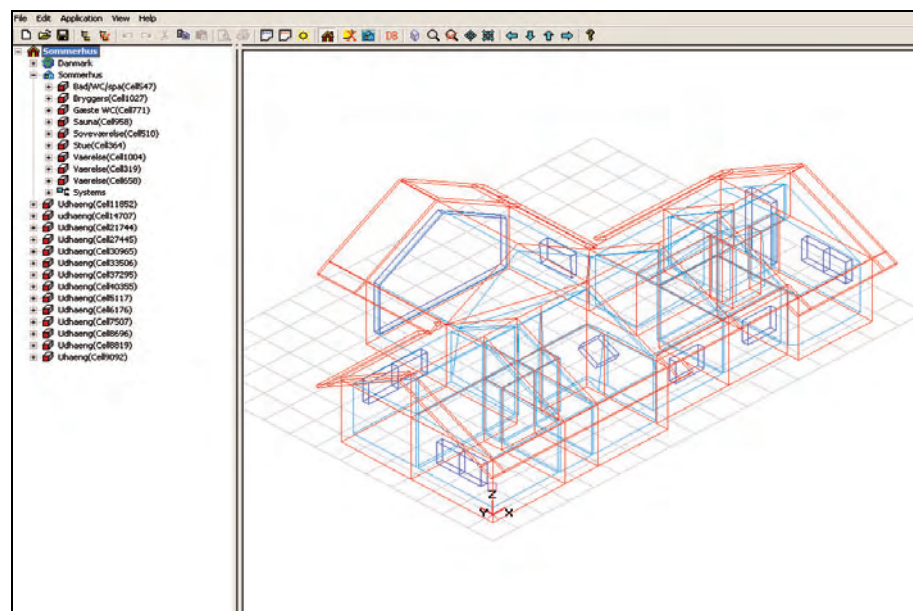 File Edit Application View Help
DB ?
Sommerhus
Danmark
Sommerhus
Bad/WC/spa(Cell547)
Bryggers(Cell1027)
Gæste WC(Cell771)
Sauna(Cell958)
Soveværelse(Cell510)
Stue(Cell364)
Vaerelse(Cell1004)
Vaerelse(Cell319)
Vaerelse(Cell658)
Systems
Udhaeng(Cell11852)
udhaeng(Cell14707)
Udhaeng(Cell21744)
Udhaeng(Cell27445)
Udhaeng(Cell30965)
Udhaeng(Cell33506)
Udhaeng(Cell37295)
Udhaeng(Cell40355)
Udhaeng(Cell5117)
Udhaeng(Cell6176)
Udhaeng(Cell7507)
Udhaeng(Cell8696)
Udhaeng(Cell8819)
Uhaeng(Cell9092)
Z
Y X